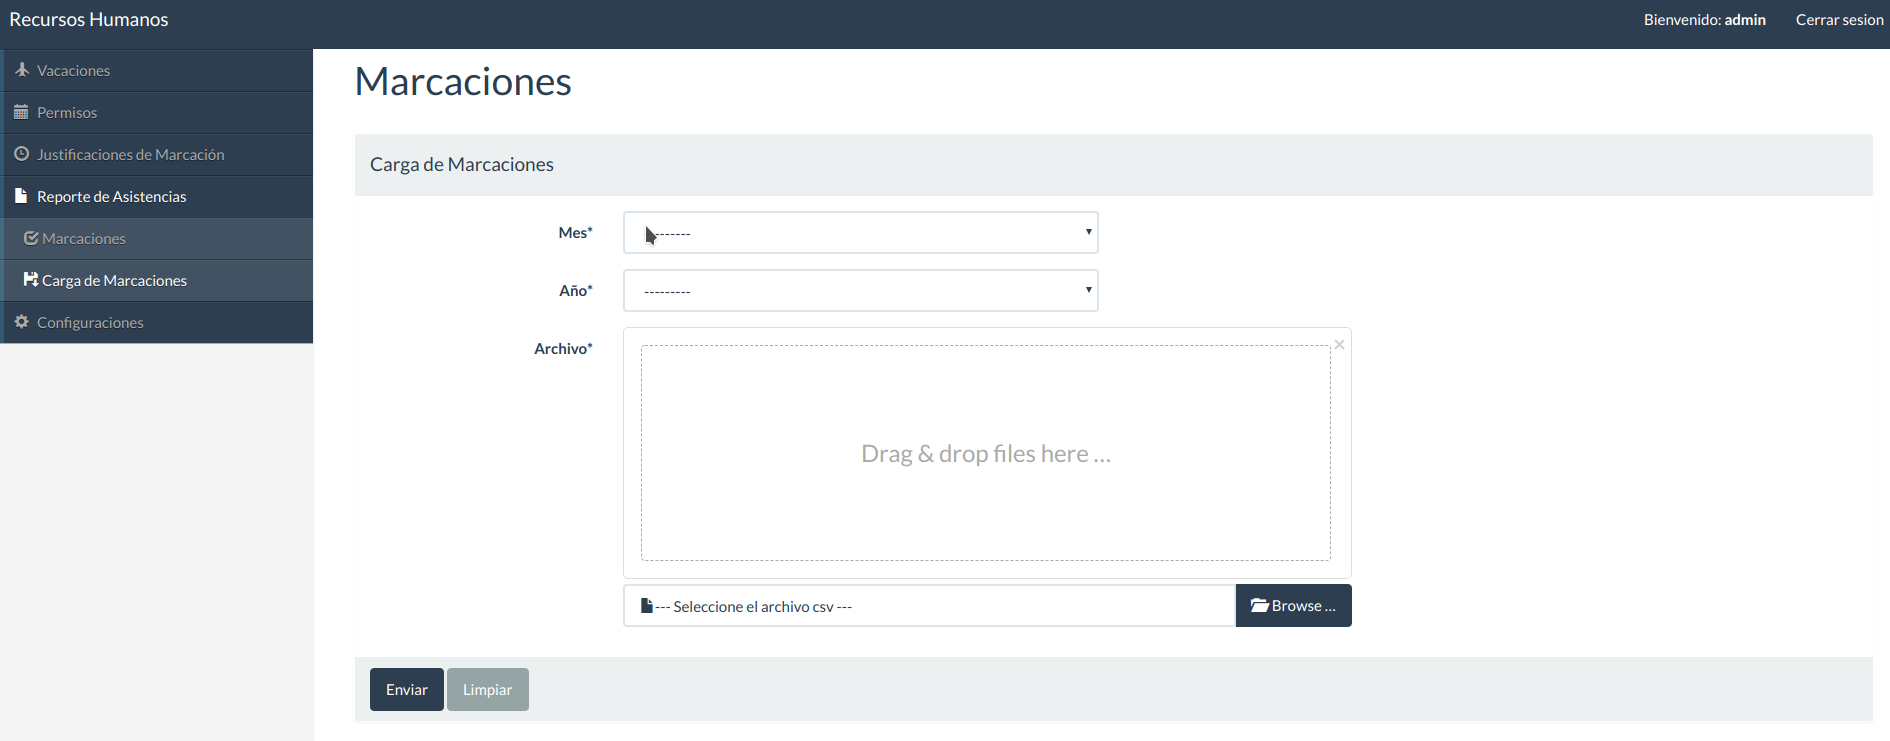 Recursos Humanos
Bienvenido: admin
Cerrar sesion
Vacaciones
Permisos
Justificaciones de Marcación
Reporte de Asistencias
Marcaciones
Carga de Marcaciones
Configuraciones
Marcaciones
Carga de Marcaciones
Mes*
--------
Año*
---------
Archivo*
×
Drag & drop files here ...
--- Seleccione el archivo csv ---
Browse ...
Enviar
Limpiar